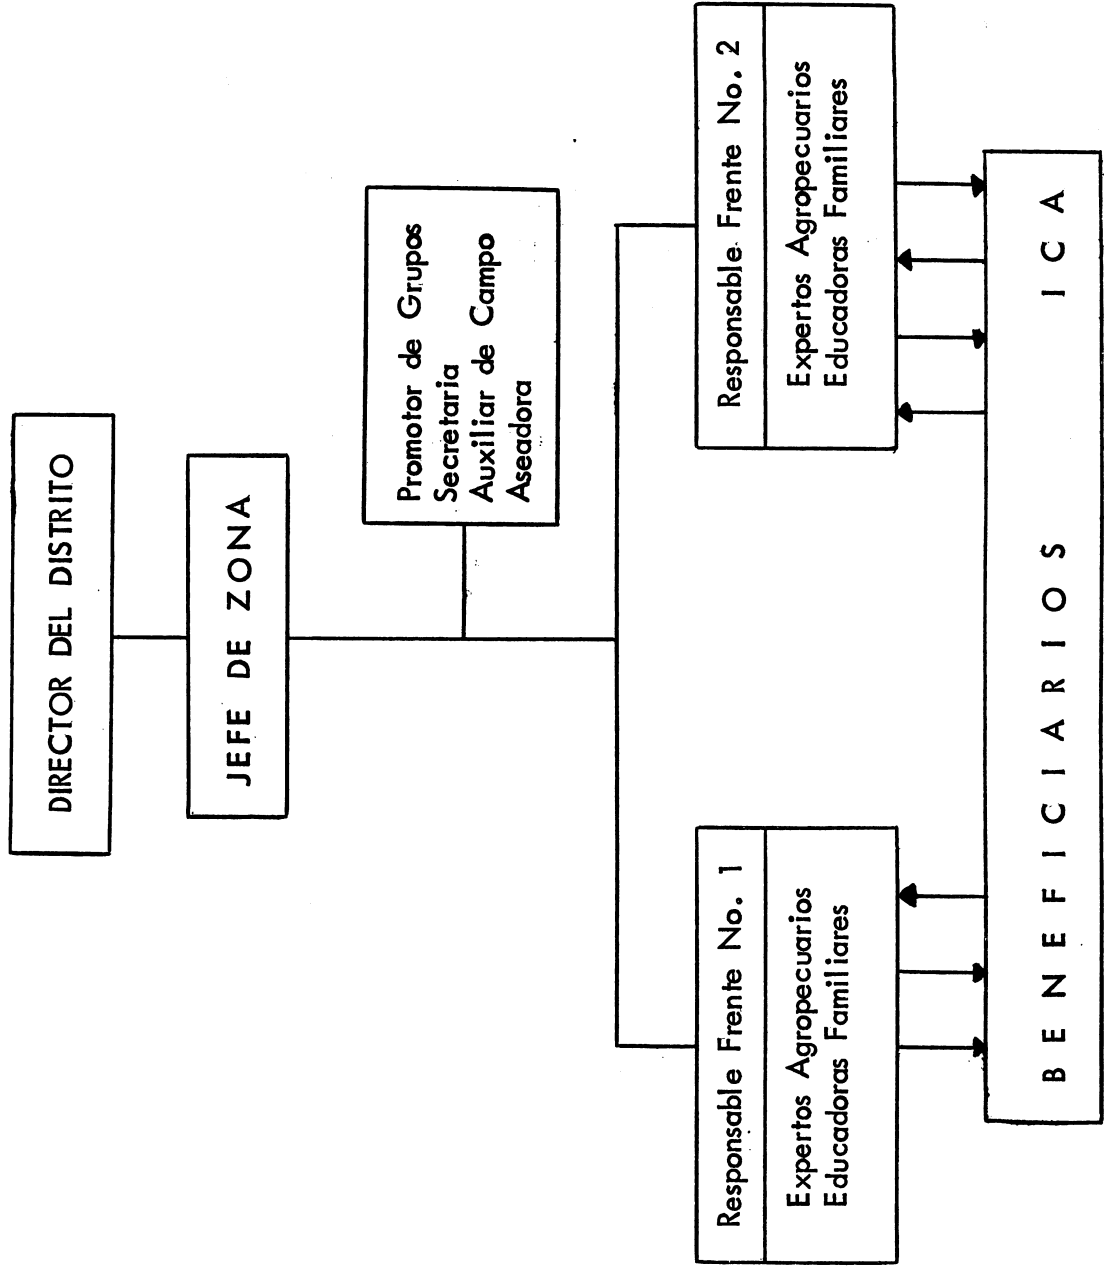 DIRECTOR DEL DISTRITO
JEFE DE ZONA
Promotor de Grupos
Secretaria
Auxiliar de Campo
Aseadora
Responsable Frente No. 1
Expertos Agropecuarios
Educadoras Familiares
Responsable Frente No. 2
Expertos Agropecuarios
Educadoras Familiares
BENEFICIARIOS ICA